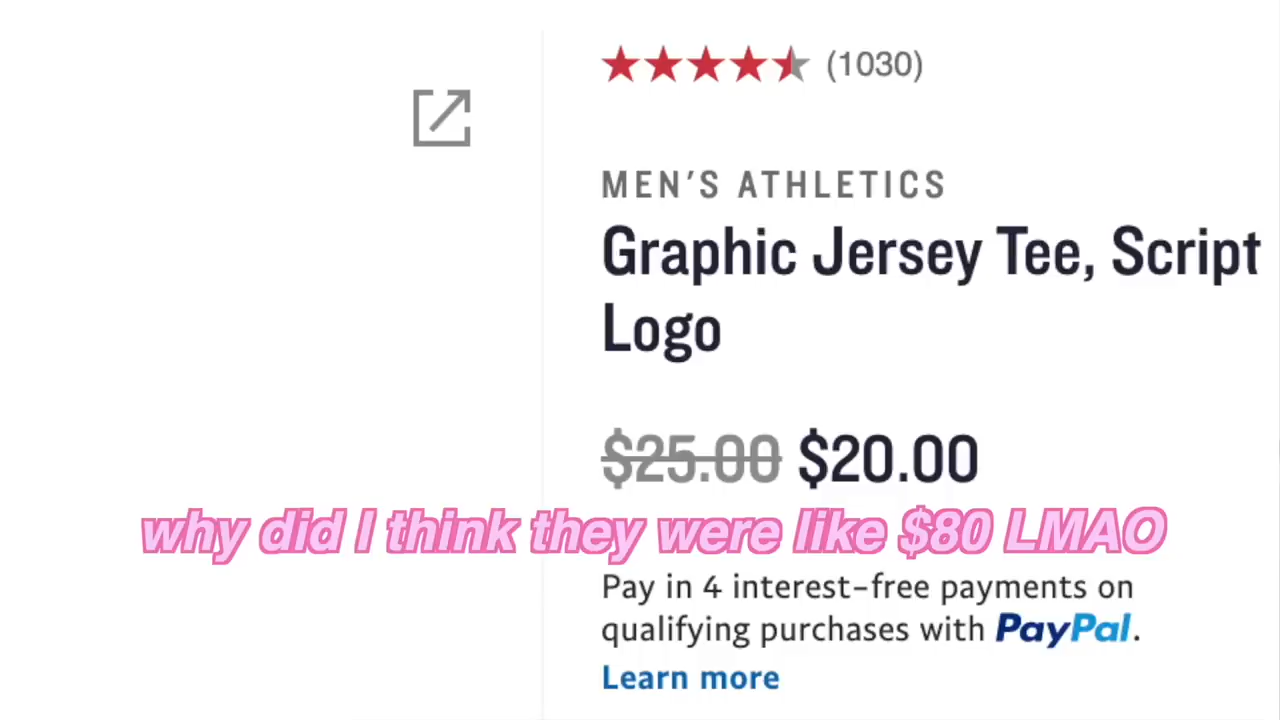 (1030)
MEN'S ATHLETICS
Graphic Jersey Tee, Script
Logo
$25.00 $20.00
why did I think they were like $80 LMAO
Pay in 4 interest-free payments on
qualifying purchases with PayPal.
Learn more